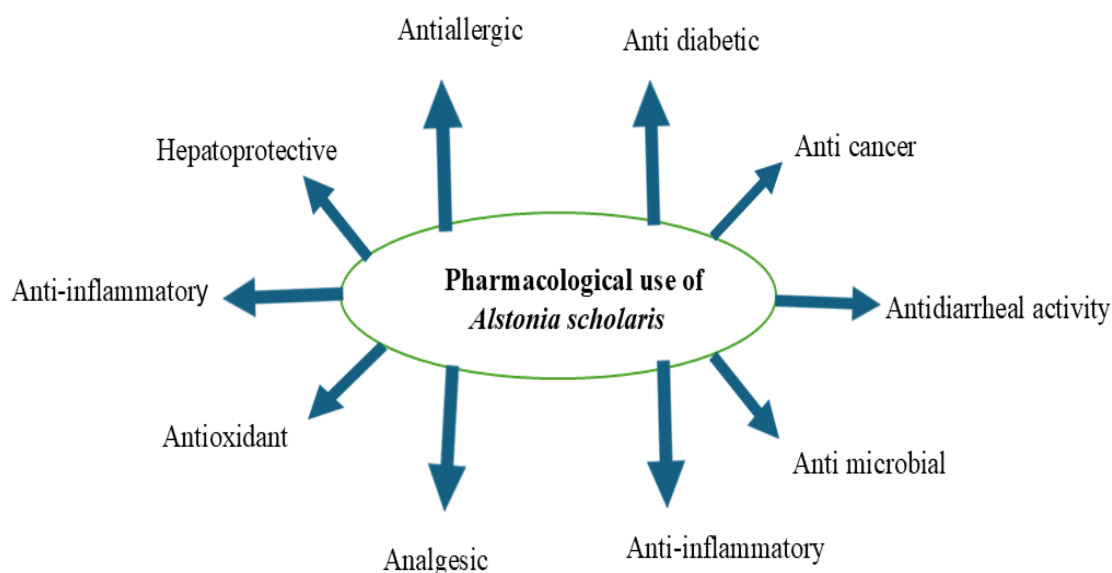 Antiallergic
Anti diabetic
Hepatoprotective
Anti cancer
Pharmacological use of
Alstonia scholaris
Anti-inflammatory
Antidiarrheal activity
Antioxidant
Anti microbial
Analgesic
Anti-inflammatory